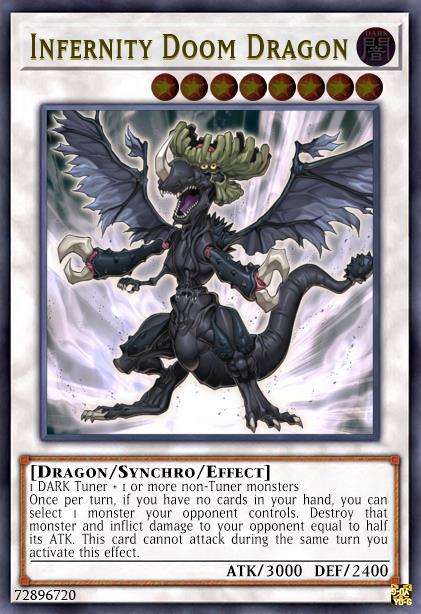 INFERNITY DOOM DRAGON
DARK
闇
[DRAGON/SYNCHRO/EFFECT]
1 DARK Tuner + 1 or more non-Tuner monsters
Once per turn, if you have no cards in your hand, you can
select 1 monster your opponent controls. Destroy that
monster and inflict damage to your opponent equal to half
its ATK. This card cannot attack during the same turn you
activate this effect.
ATK/3000 DEF/2400
72896720